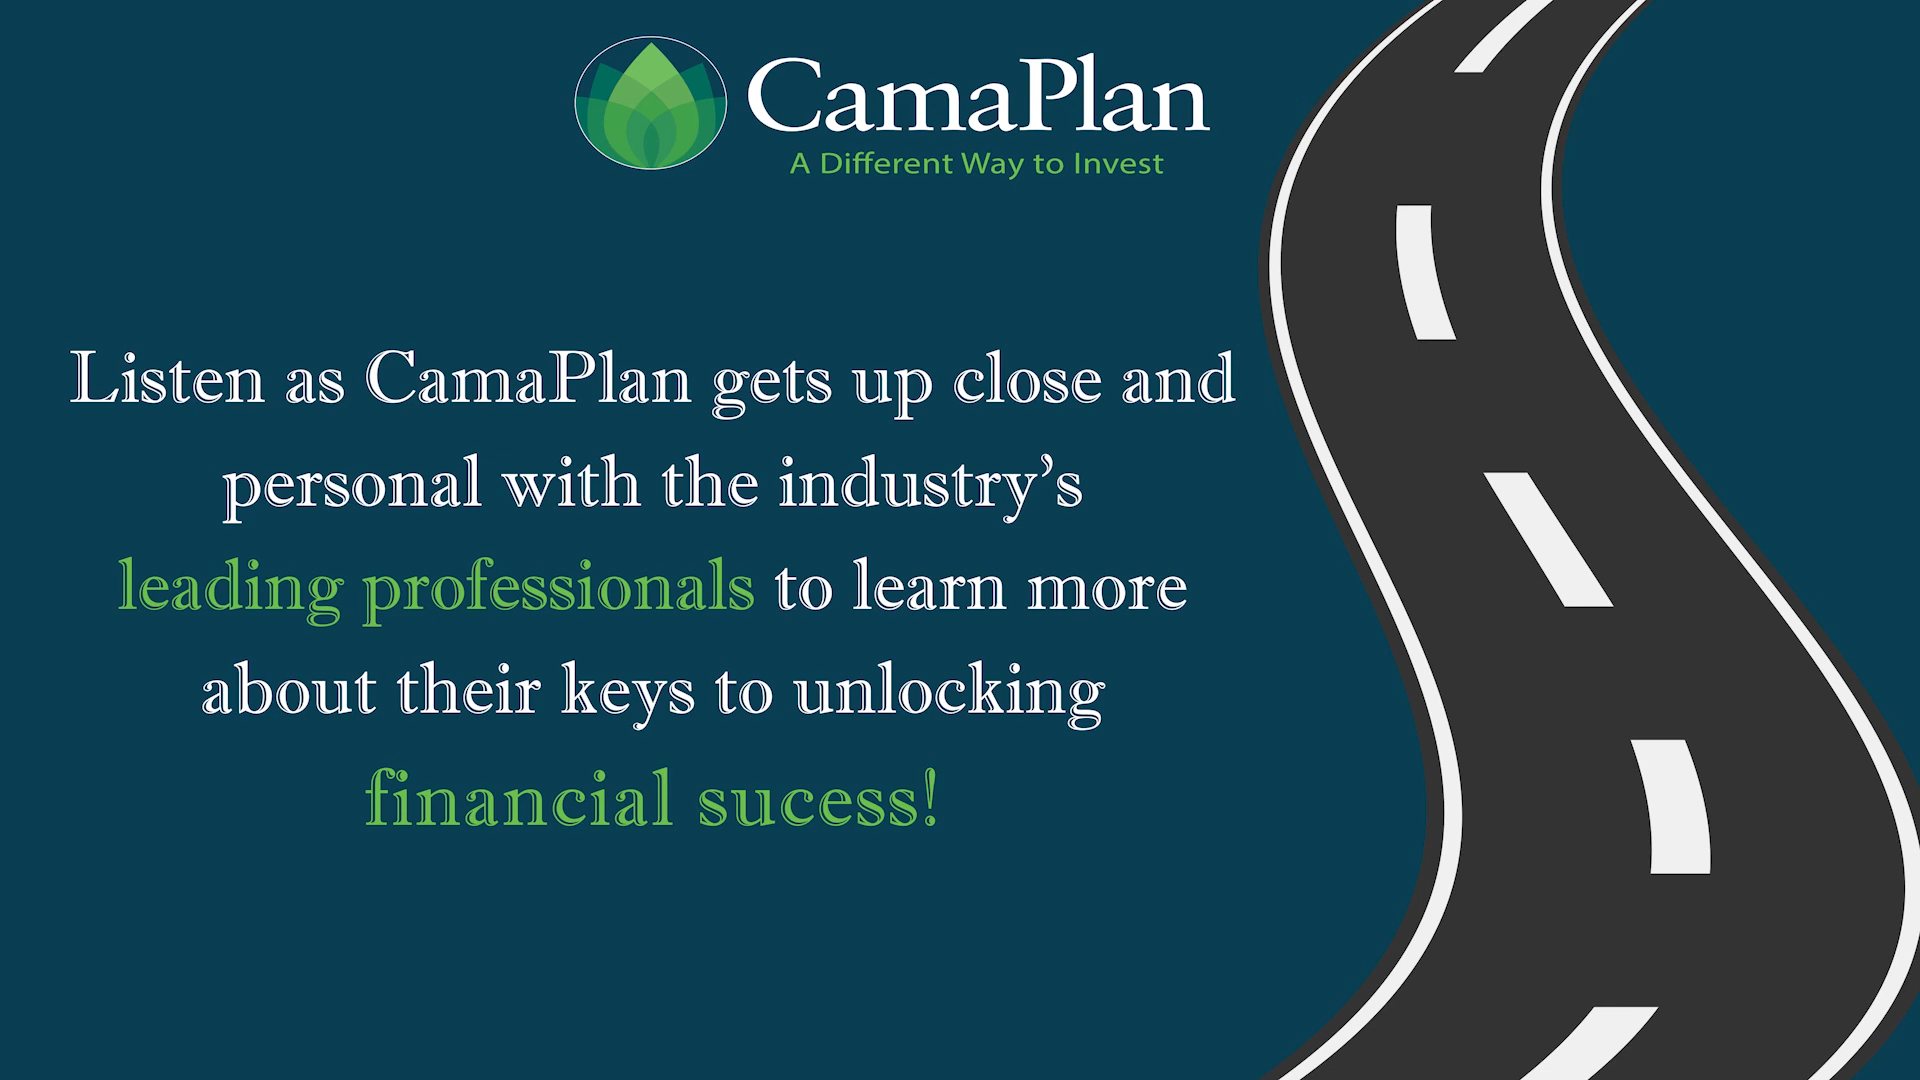 CamaPlan
A Different Way to Invest
Listen as CamaPlan gets up close and
personal with the industry’s
leading professionals to learn more
about their keys to unlocking
financial sucess!